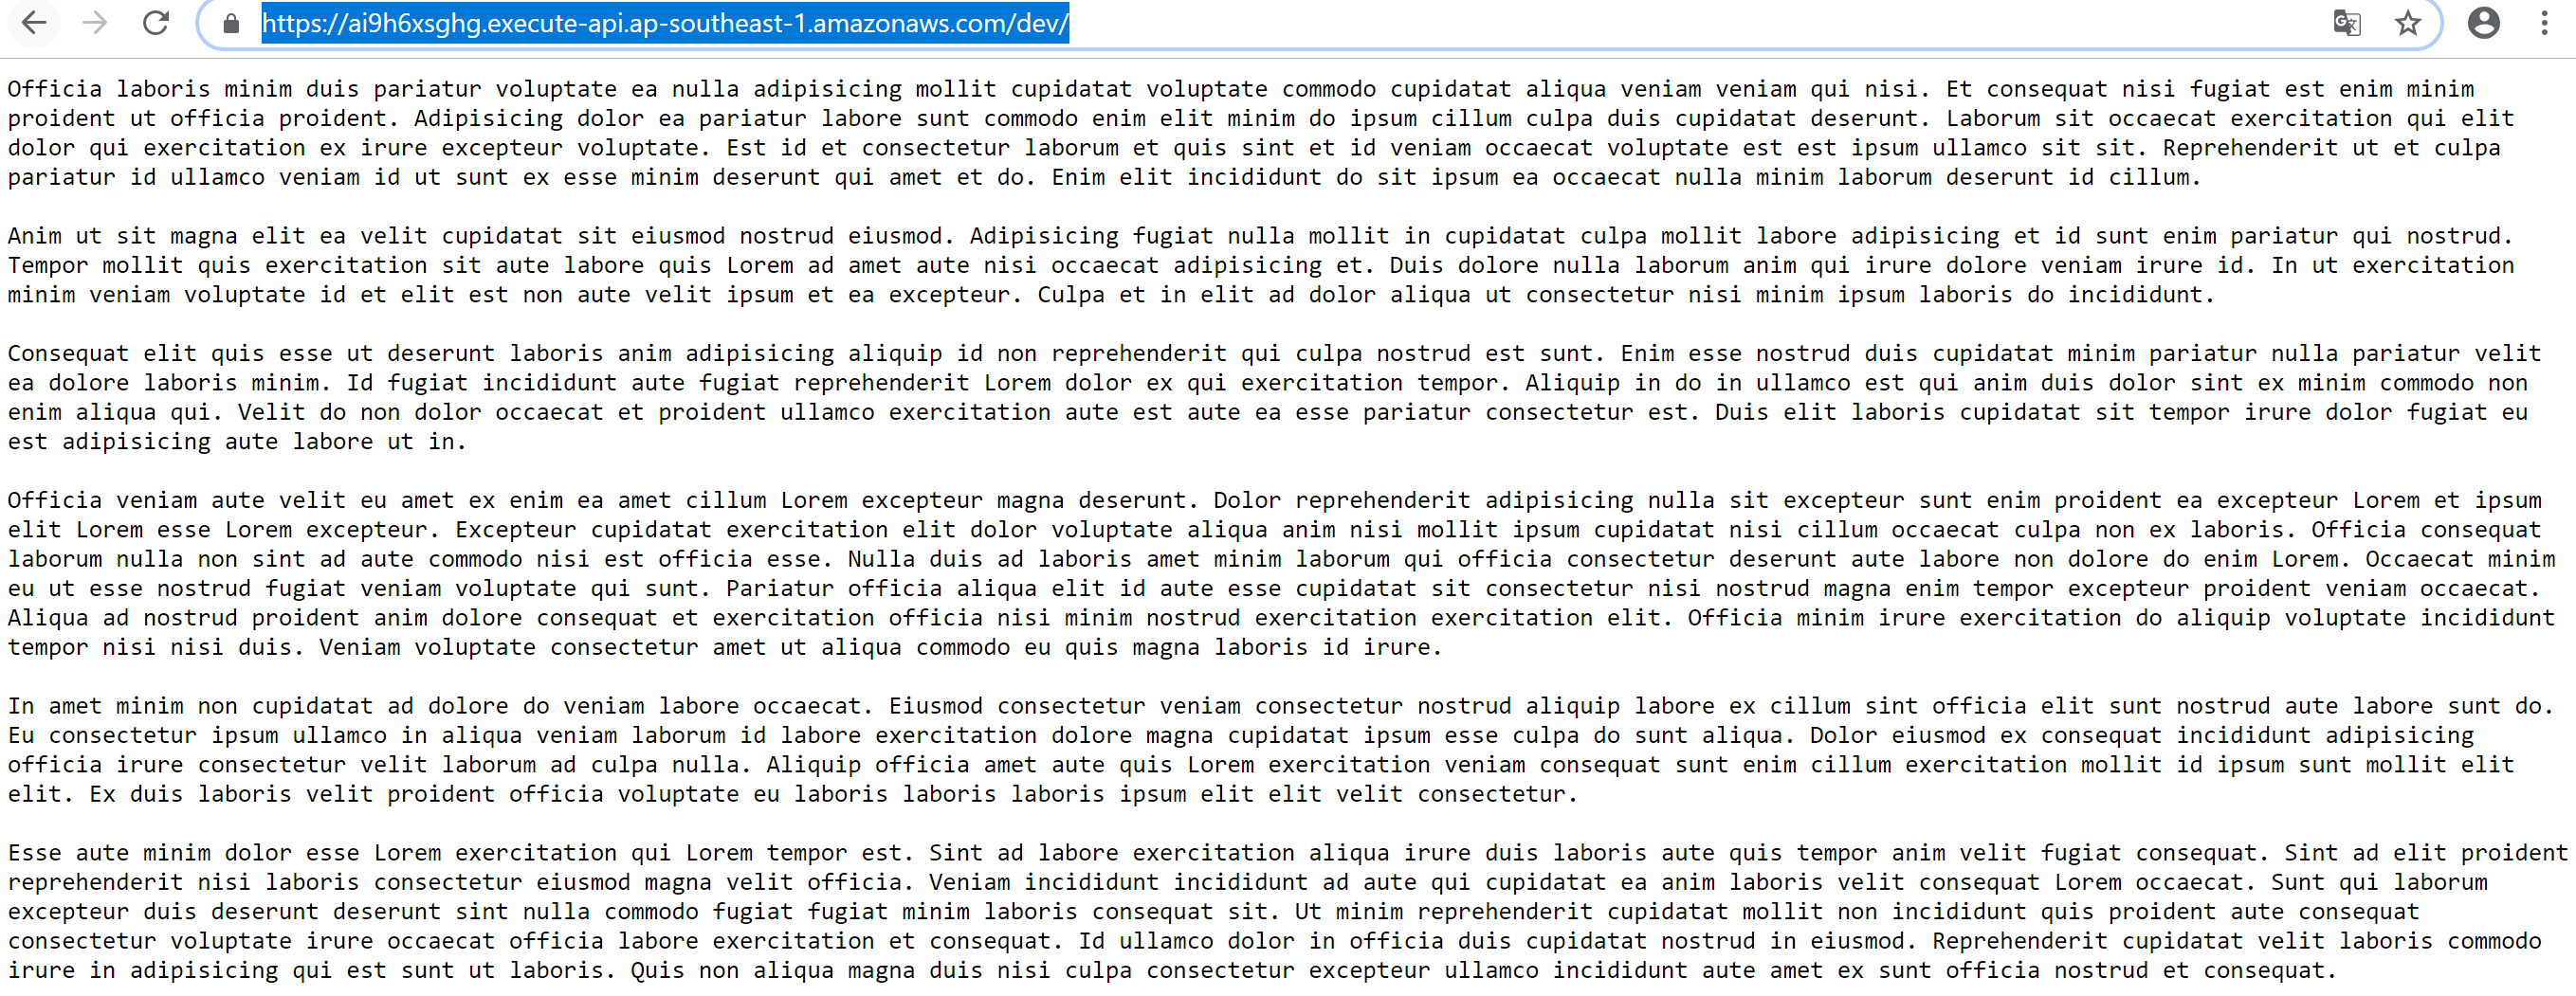 https://ai9h6xsghg.execute-api.ap-southeast-1.amazonaws.com/dev/
Officia laboris minim duis pariatur voluptate ea nulla adipisicing mollit cupidatat voluptate commodo cupidatat aliqua veniam veniam qui nisi. Et consequat nisi fugiat est enim minim
proident ut officia proident. Adipisicing dolor ea pariatur labore sunt commodo enim elit minim do ipsum cillum culpa duis cupidatat deserunt. Laborum sit occaecat exercitation qui elit
dolor qui exercitation ex irure excepteur voluptate. Est id et consectetur laborum et quis sint et id veniam occaecat voluptate est est ipsum ullamco sit sit. Reprehenderit ut et culpa
pariatur id ullamco veniam id ut sunt ex esse minim deserunt qui amet et do. Enim elit incididunt do sit ipsum ea occaecat nulla minim laborum deserunt id cillum.
Anim ut sit magna elit ea velit cupidatat sit eiusmod nostrud eiusmod. Adipisicing fugiat nulla mollit in cupidatat culpa mollit labore adipisicing et id sunt enim pariatur qui nostrud.
Tempor mollit quis exercitation sit aute labore quis Lorem ad amet aute nisi occaecat adipisicing et. Duis dolore nulla laborum anim qui irure dolore veniam irure id. In ut exercitation
minim veniam voluptate id et elit est non aute velit ipsum et ea excepteur. Culpa et in elit ad dolor aliqua ut consectetur nisi minim ipsum laboris do incididunt.
Consequat elit quis esse ut deserunt laboris anim adipisicing aliquip id non reprehenderit qui culpa nostrud est sunt. Enim esse nostrud duis cupidatat minim pariatur nulla pariatur velit
ea dolore laboris minim. Id fugiat incididunt aute fugiat reprehenderit Lorem dolor ex qui exercitation tempor. Aliquip in do in ullamco est qui anim duis dolor sint ex minim commodo non
enim aliqua qui. Velit do non dolor occaecat et proident ullamco exercitation aute est aute ea esse pariatur consectetur est. Duis elit laboris cupidatat sit tempor irure dolor fugiat eu
est adipisicing aute labore ut in.
Officia veniam aute velit eu amet ex enim ea amet cillum Lorem excepteur magna deserunt. Dolor reprehenderit adipisicing nulla sit excepteur sunt enim proident ea excepteur Lorem et ipsum
elit Lorem esse Lorem excepteur. Excepteur cupidatat exercitation elit dolor voluptate aliqua anim nisi mollit ipsum cupidatat nisi cillum occaecat culpa non ex laboris. Officia consequat
laborum nulla non sint ad aute commodo nisi est officia esse. Nulla duis ad laboris amet minim laborum qui officia consectetur deserunt aute labore non dolore do enim Lorem. Occaecat minim
eu ut esse nostrud fugiat veniam voluptate qui sunt. Pariatur officia aliqua elit id aute esse cupidatat sit consectetur nisi nostrud magna enim tempor excepteur proident veniam occaecat.
Aliqua ad nostrud proident anim dolore consequat et exercitation officia nisi minim nostrud exercitation exercitation elit. Officia minim irure exercitation do aliquip voluptate incididunt
tempor nisi nisi duis. Veniam voluptate consectetur amet ut aliqua commodo eu quis magna laboris id irure.
In amet minim non cupidatat ad dolore do veniam labore occaecat. Eiusmod consectetur veniam consectetur nostrud aliquip labore ex cillum sint officia elit sunt nostrud aute labore sunt do.
Eu consectetur ipsum ullamco in aliqua veniam laborum id labore exercitation dolore magna cupidatat ipsum esse culpa do sunt aliqua. Dolor eiusmod ex consequat incididunt adipisicing
officia irure consectetur velit laborum ad culpa nulla. Aliquip officia amet aute quis Lorem exercitation veniam consequat sunt enim cillum exercitation mollit id ipsum sunt mollit elit
elit. Ex duis laboris velit proident officia voluptate eu laboris laboris laboris ipsum elit elit velit consectetur.
Esse aute minim dolor esse Lorem exercitation qui Lorem tempor est. Sint ad labore exercitation aliqua irure duis laboris aute quis tempor anim velit fugiat consequat. Sint ad elit proident
reprehenderit nisi laboris consectetur eiusmod magna velit officia. Veniam incididunt incididunt ad aute qui cupidatat ea anim laboris velit consequat Lorem occaecat. Sunt qui laborum
excepteur duis deserunt deserunt sint nulla commodo fugiat fugiat minim laboris consequat sit. Ut minim reprehenderit cupidatat mollit non incididunt quis proident aute consequat
consectetur voluptate irure occaecat officia labore exercitation et consequat. Id ullamco dolor in officia duis cupidatat nostrud in eiusmod. Reprehenderit cupidatat velit laboris commodo
irure in adipisicing qui est sunt ut laboris. Quis non aliqua magna duis nisi culpa consectetur excepteur ullamco incididunt aute amet ex sunt officia nostrud et consequat.